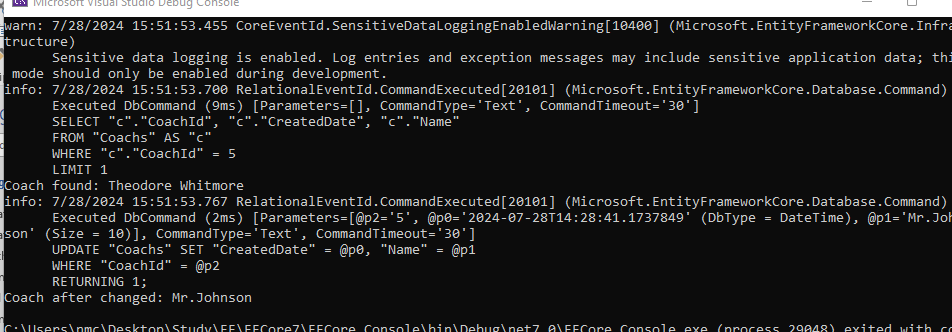 Microsoft Visual Studio Debug Console
warn: 7/28/2024 15:51:53.455 CoreEventId.SensitiveDataLoggingEnabledWarning[10400] (Microsoft.EntityFrameworkCore.Infra
tructure)
Sensitive data logging is enabled. Log entries and exception messages may include sensitive application data; thi
mode should only be enabled during development.
info: 7/28/2024 15:51:53.700 RelationalEventId.CommandExecuted[20101] (Microsoft.EntityFrameworkCore.Database.Command)
Executed DbCommand (9ms) [Parameters=[], CommandType='Text', CommandTimeout='30']
SELECT "c"."CoachId", "c"."CreatedDate", "c"."Name"
FROM "Coachs" AS "c"
WHERE "c"."CoachId" = 5
LIMIT 1
Coach found: Theodore Whitmore
info: 7/28/2024 15:51:53.767 RelationalEventId.CommandExecuted[20101] (Microsoft.EntityFrameworkCore.Database.Command)
Executed DbCommand (2ms) [Parameters=[@p2='5', @p0='2024-07-28T14:28:41.1737849' (DbType = DateTime), @p1='Mr.Joh
son' (Size = 10)], CommandType='Text', CommandTimeout='30']
UPDATE "Coachs" SET "CreatedDate" = @p0, "Name" = @p1
WHERE "CoachId" = @p2
RETURNING 1;
Coach after changed: Mr.Johnson
C:\Users\nmc\Desktop\Study\EF\EFCore7\EFCore.Console\bin\Debug\net7.0\EFCore.Console.exe (process 29048) exited with co